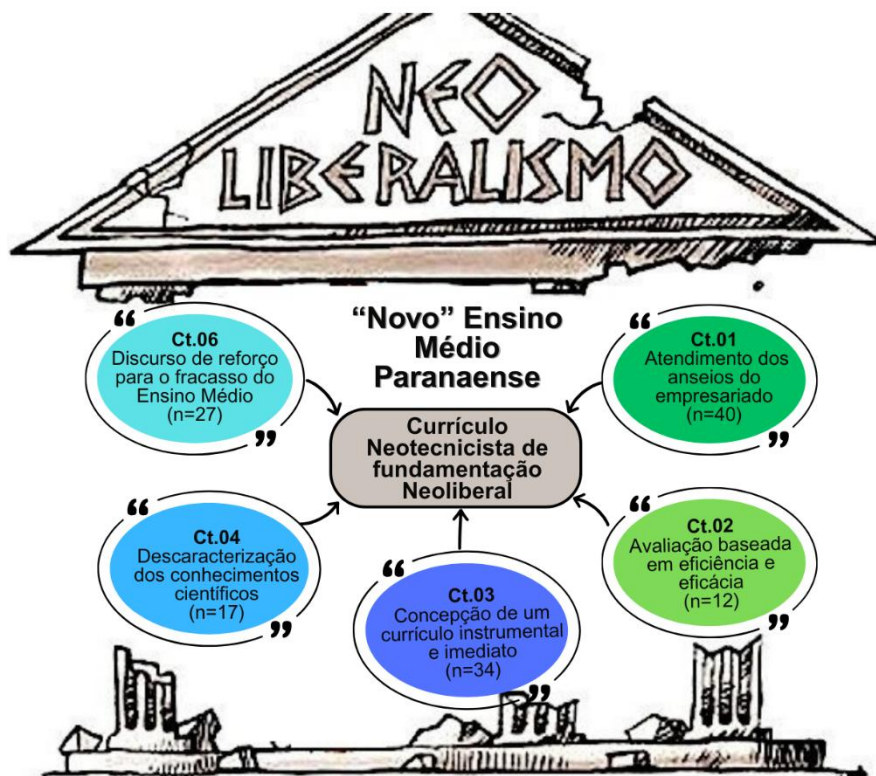 NEO
LIBERALISMO
“Novo” Ensino
Médio
Paranaense
“
Ct.06
Discurso de reforço
para o fracasso do
Ensino Médio
(n=27)
”
“
Ct.01
Atendimento dos
anseios do
empresariado
(n=40)
”
Currículo
Neotecnicista de
fundamentação
Neoliberal
“
Ct.04
Descaracterização
dos conhecimentos
científicos
(n=17)
”
“
Ct.03
Concepção de um
currículo instrumental
e imediato
(n=34)
”
“
Ct.02
Avaliação baseada
em eficiência e
eficácia
(n=12)
”